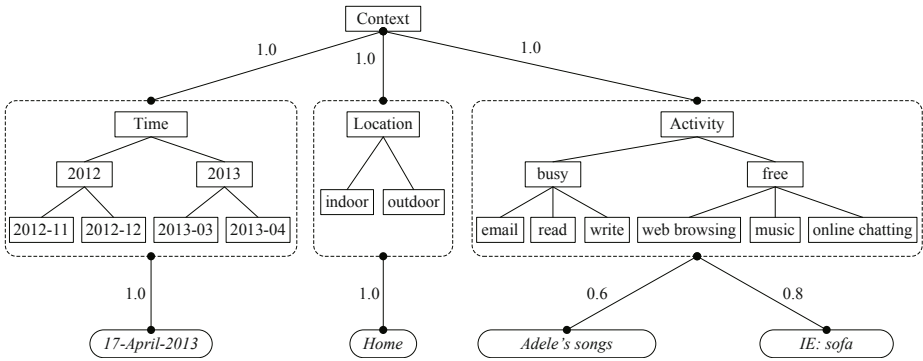 Context
1.0
1.0
1.0
Time
Location
Activity
2012
2013
busy
free
indoor
outdoor
2012-11
2012-12
2013-03
2013-04
email
read
write
web browsing
music
online chatting
1.0
1.0
0.6
0.8
17-April-2013
Home
Adele's songs
IE: sofa